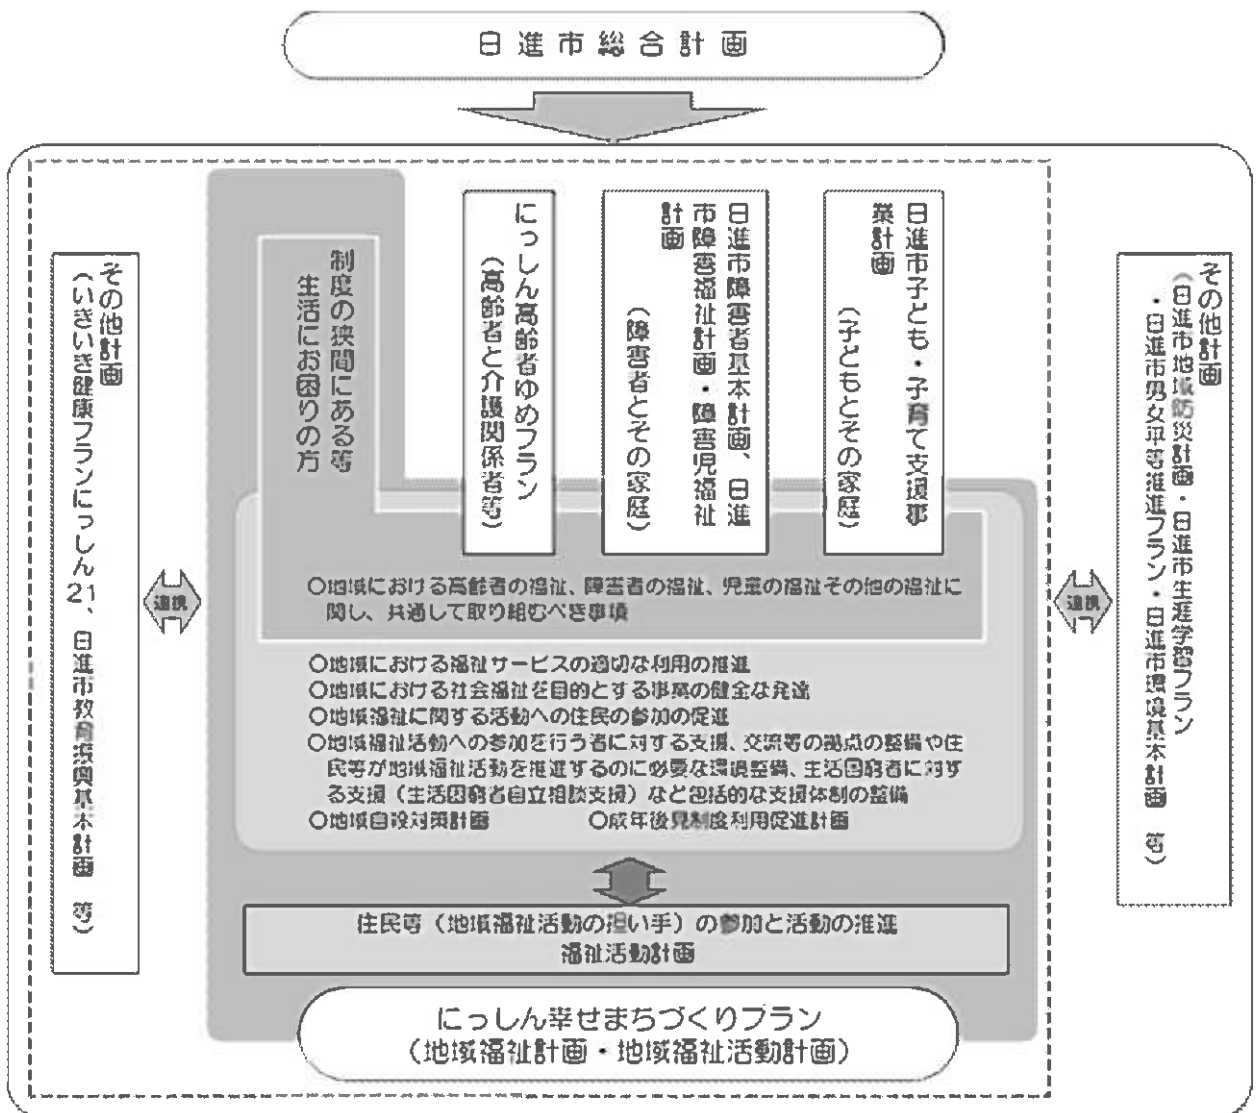 日進市総合計画
その他計画
（いきいき健康プランにっしん21、日進市教育振興基本計画　等）
連携
制度の狭間にある等
生活にお困りの方
にっしん高齢者ゆめプラン
（高齢者と介護関係者等）
日進市障害者基本計画、日進
市障害福祉計画・障害児福祉
計画
（障害者とその家庭）
日進市子ども・子育て支援事
業計画
（子どもとその家庭）
連携
その他計画
（日進市地域防災計画・日進市生涯学習プラン
・日進市男女平等推進プラン・日進市環境基本計画　等）
○地域における高齢者の福祉、障害者の福祉、児童の福祉その他の福祉に
関し、共通して取り組むべき事項
○地域における福祉サービスの適切な利用の推進
○地域における社会福祉を目的とする事業の健全な発達
○地域福祉に関する活動への住民の参加の促進
○地域福祉活動への参加を行う者に対する支援、交流等の拠点の整備や住
民等が地域福祉活動を推進するのに必要な環境整備、生活困窮者に対す
る支援（生活困窮者自立相談支援）など包括的な支援体制の整備
○地域自殺対策計画　○成年後見制度利用促進計画
住民等（地域福祉活動の担い手）の参加と活動の推進
福祉活動計画
にっしん幸せまちづくりプラン
（地域福祉計画・地域福祉活動計画）